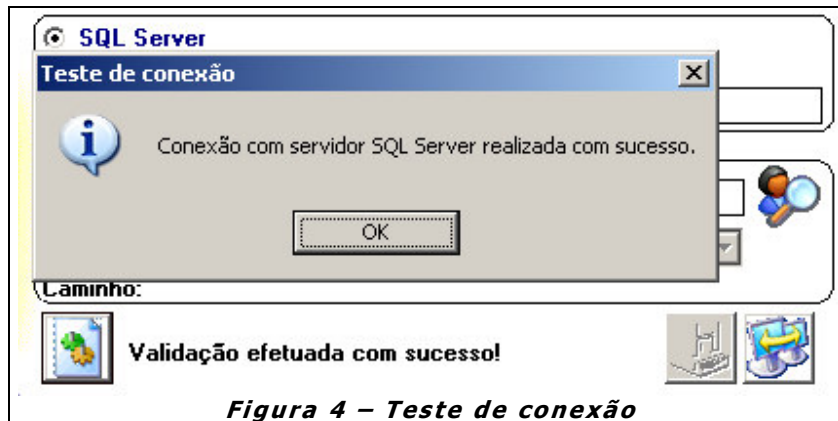 SQL Server
Teste de conexão
Conexão com servidor SQL Server realizada com sucesso.
OK
Caminho:
Validação efetuada com sucesso!
Figura 4 – Teste de conexão